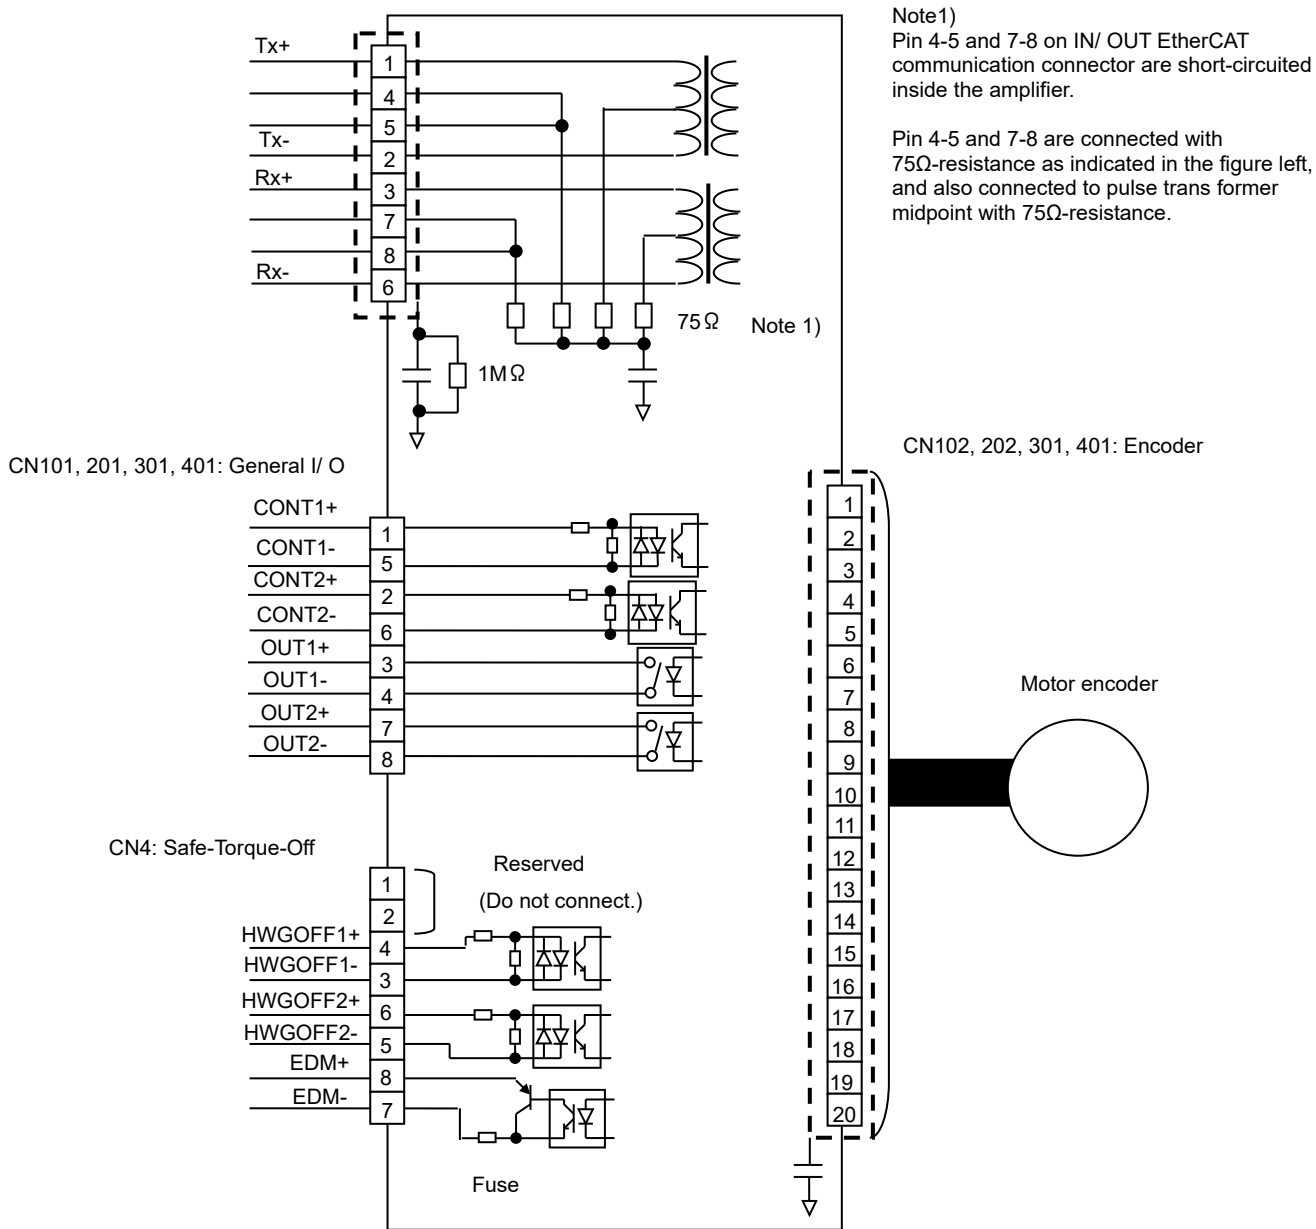 Note1)
Pin 4-5 and 7-8 on IN/ OUT EtherCAT
communication connector are short-circuited
inside the amplifier.
Pin 4-5 and 7-8 are connected with
75Ω-resistance as indicated in the figure left,
and also connected to pulse trans former
midpoint with 75Ω-resistance.
Tx+
1
4
5
Tx-
2
Rx+
3
7
8
Rx-
6
75Ω
Note 1)
1MΩ
CN101, 201, 301, 401: General I/ O
CONT1+
1
CONT1-
5
CONT2+
2
CONT2-
6
OUT1+
3
OUT1-
4
OUT2+
7
OUT2-
8
CN4: Safe-Torque-Off
1
2
Reserved
(Do not connect.)
HWGOFF1+
4
HWGOFF1-
3
HWGOFF2+
6
HWGOFF2-
5
EDM+
8
EDM-
7
Fuse
CN102, 202, 301, 401: Encoder
1
2
3
4
5
6
7
8
9
10
11
12
13
14
15
16
17
18
19
20
Motor encoder